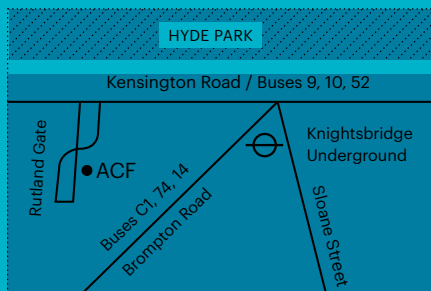 HYDE PARK
Kensington Road / Buses 9, 10, 52
Rutland Gate
ACF
Buses C1, 74, 14
Brompton Road
Knightsbridge
Underground
Sloane Street